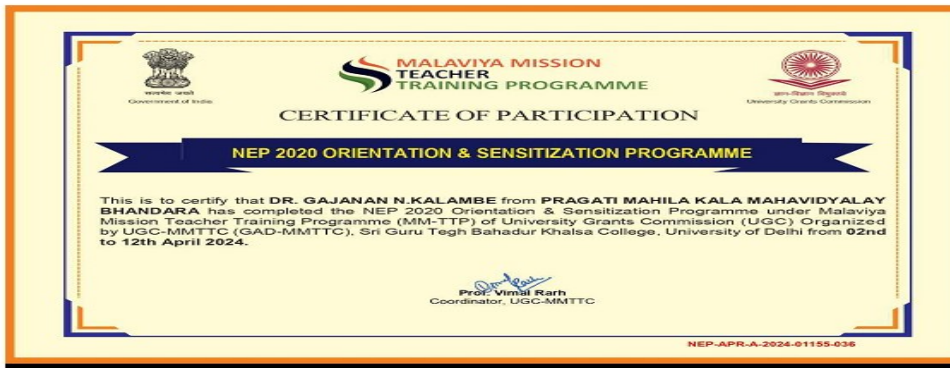 सत्यमेव जयते
Government of India
MALAVIYA MISSION
TEACHER
TRAINING PROGRAMME
ज्ञान-विज्ञान विमुक्तये
University Grants Commission
CERTIFICATE OF PARTICIPATION
NEP 2020 ORIENTATION & SENSITIZATION PROGRAMME
This is to certify that DR. GAJANAN N.KALAMBE from PRAGATI MAHILA KALA MAHAVIDYALAY
BHANDARA has completed the NEP 2020 Orientation & Sensitization Programme under Malaviya
Mission Teacher Training Programme (MM-TTP) of University Grants Commission (UGC) Organized
by UGC-MMTTC (GAD-MMTTC), Sri Guru Tegh Bahadur Khalsa College, University of Delhi from 02nd
to 12th April 2024.
Prof. Vimal Rarh
Coordinator, UGC-MMTTC
NEP-APR-A-2024-01155-036